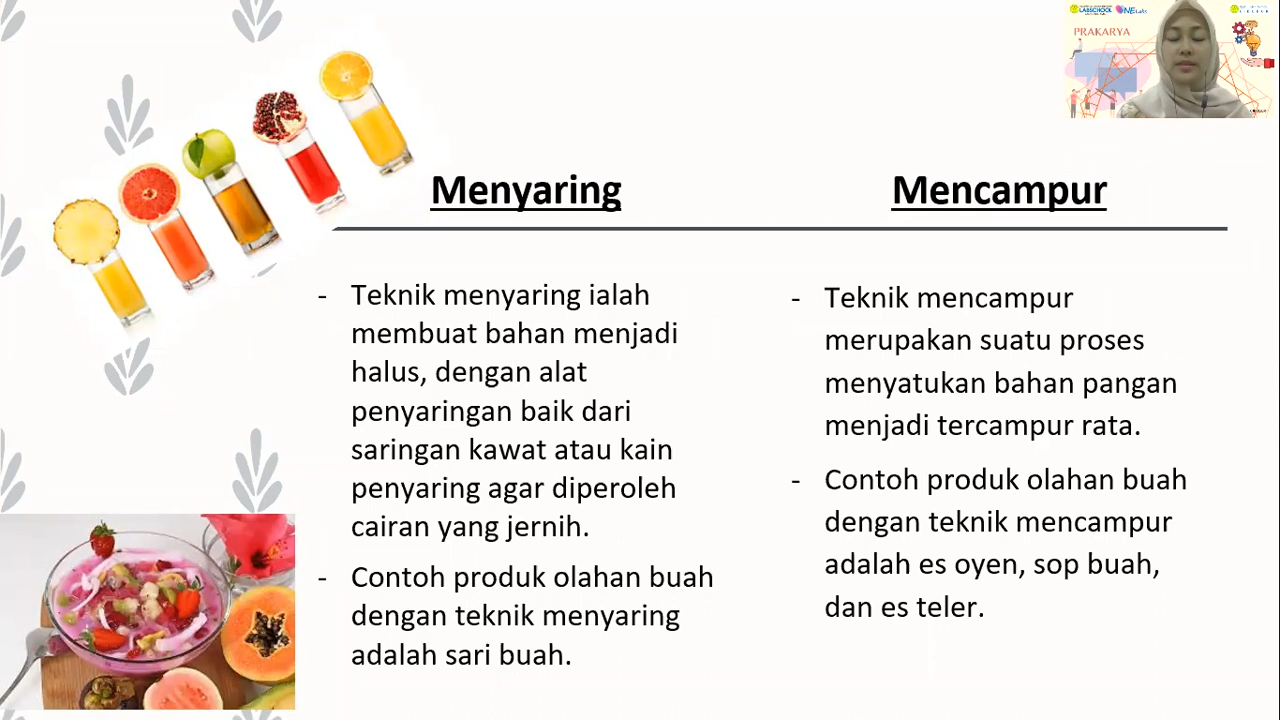 LABSCHOOL
ONE Labs
PRAKARYA
Menyaring
Mencampur
- Teknik menyaring ialah
membuat bahan menjadi
halus, dengan alat
penyaringan baik dari
saringan kawat atau kain
penyaring agar diperoleh
cairan yang jernih.
- Contoh produk olahan buah
dengan teknik menyaring
adalah sari buah.
- Teknik mencampur
merupakan suatu proses
menyatukan bahan pangan
menjadi tercampur rata.
- Contoh produk olahan buah
dengan teknik mencampur
adalah es oyen, sop buah,
dan es teler.